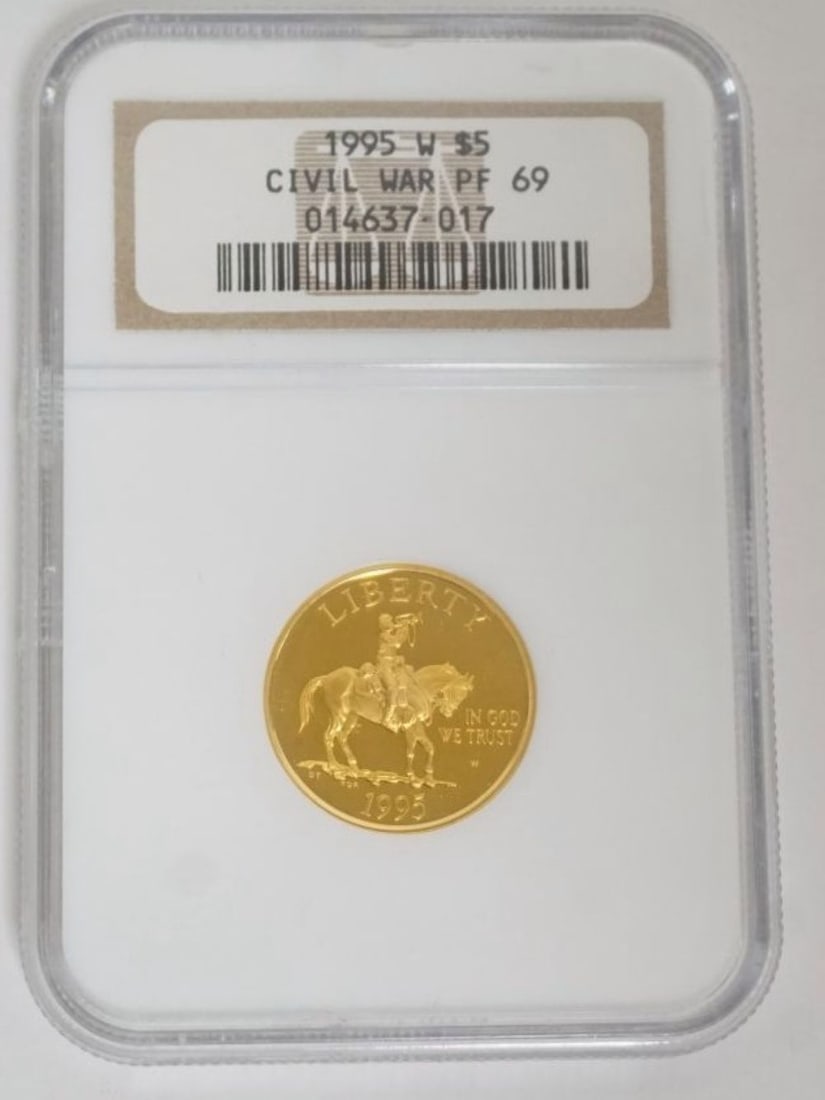 1995 W $5
CIVIL WAR PF 69
014637-017
LIBERTY
IN GOD
WE TRUST
W
1995